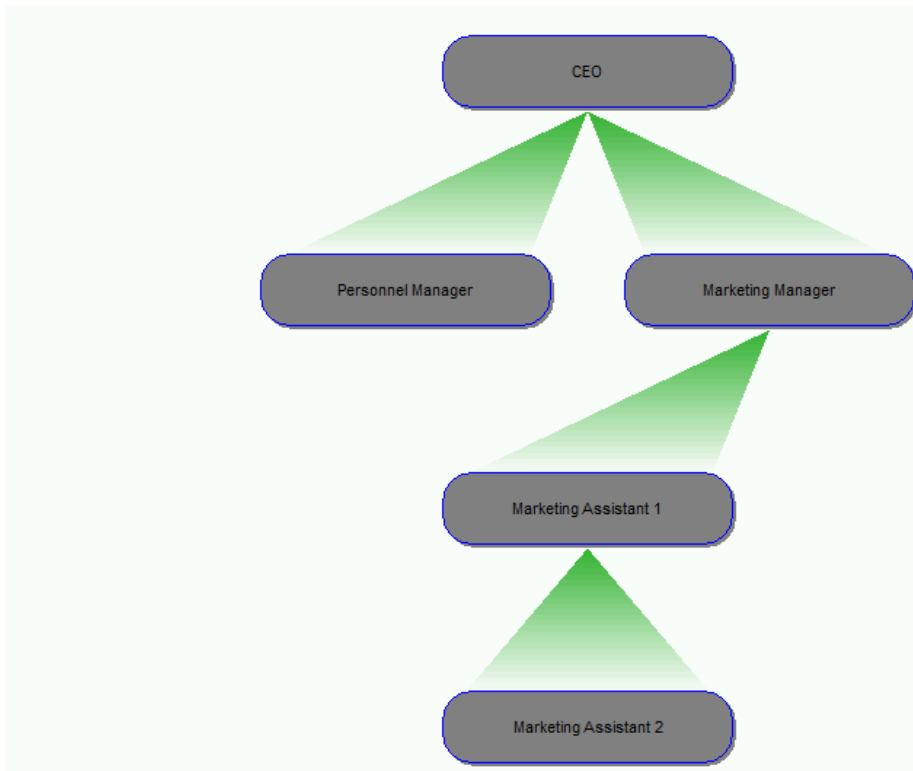 CEO
Personnel Manager
Marketing Manager
Marketing Assistant 1
Marketing Assistant 2